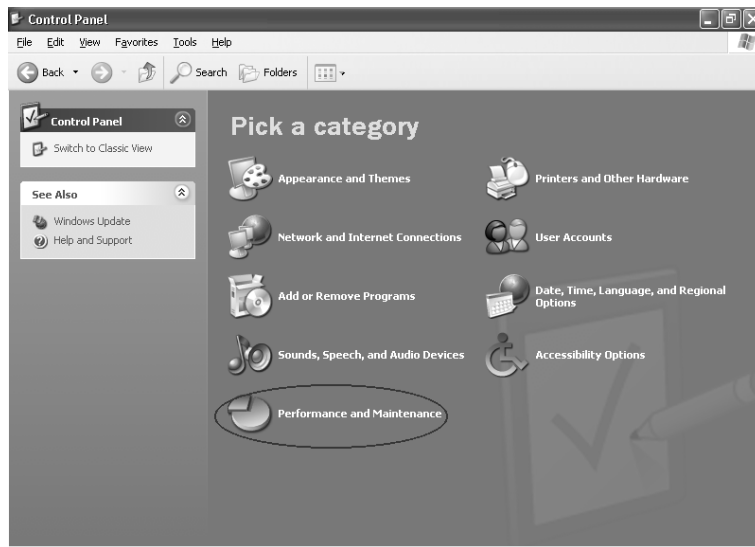 Control Panel
File Edit View Favorites Tools Help
Back Search Folders
Control Panel
Switch to Classic View
See Also
Windows Update
Help and Support
Pick a category
Appearance and Themes
Printers and Other Hardware
Network and Internet Connections
User Accounts
Add or Remove Programs
Date, Time, Language, and Regional
Options
Sounds, Speech, and Audio Devices
Accessibility Options
Performance and Maintenance